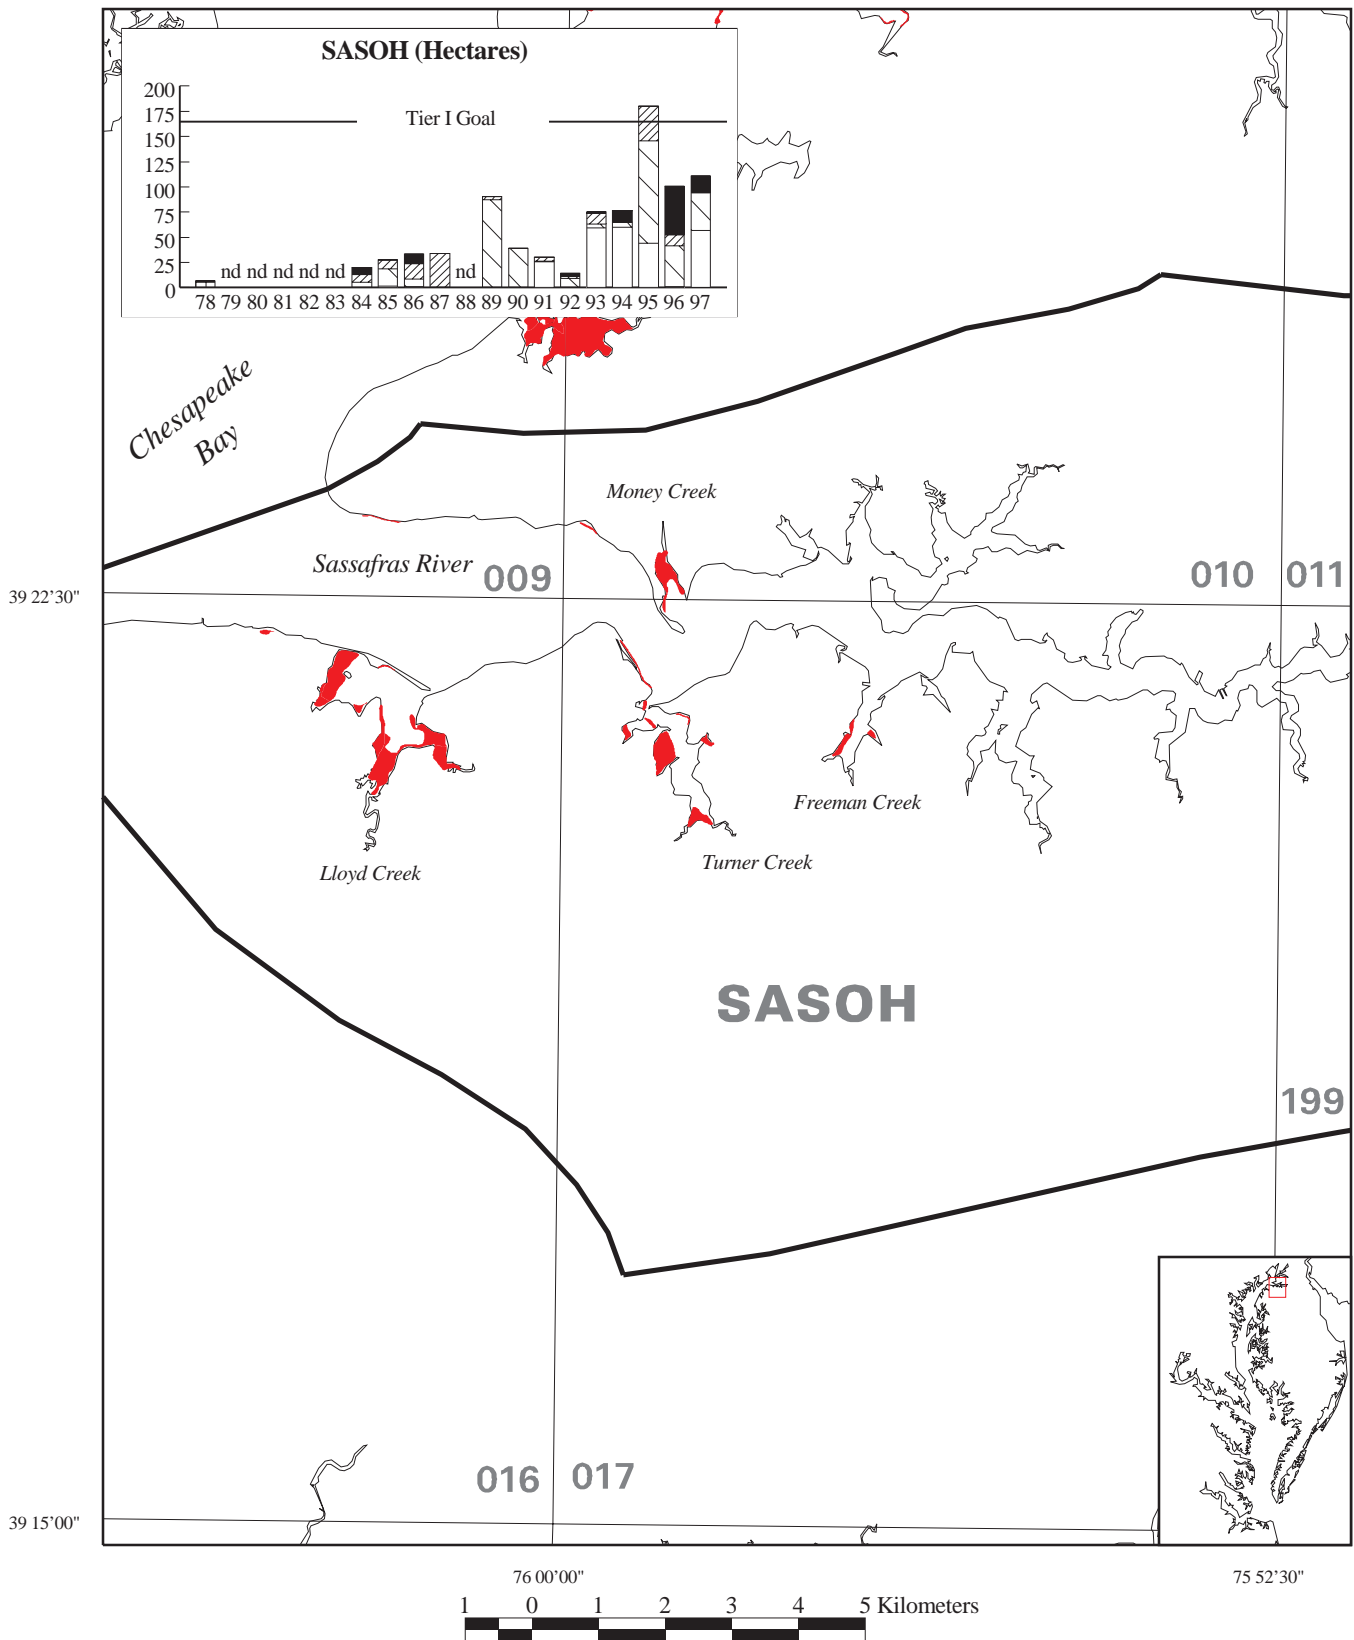 SASOH (Hectares)
200
175
150
125
100
75
50
25
0
Tier I Goal
nd nd nd nd nd nd
78 79 80 81 82 83 84 85 86 87 88 89 90 91 92 93 94 95 96 97
Chesapeake
Bay
Money Creek
Sassafras River
009
010 011
39 22'30"
Freeman Creek
Turner Creek
Lloyd Creek
SASOH
199
016 017
39 15'00"
76 00'00"
75 52'30"
1 0 1 2 3 4 5 Kilometers